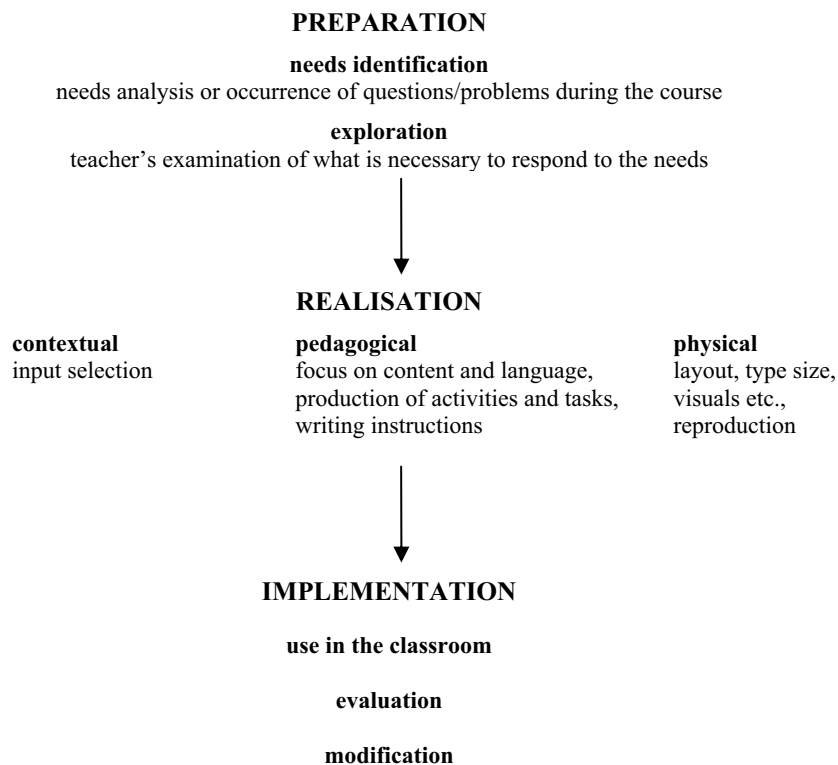 PREPARATION
needs identification
needs analysis or occurrence of questions/problems during the course
exploration
teacher’s examination of what is necessary to respond to the needs
REALISATION
contextual
input selection
pedagogical
focus on content and language,
production of activities and tasks,
writing instructions
physical
layout, type size,
visuals etc.,
reproduction
IMPLEMENTATION
use in the classroom
evaluation
modification